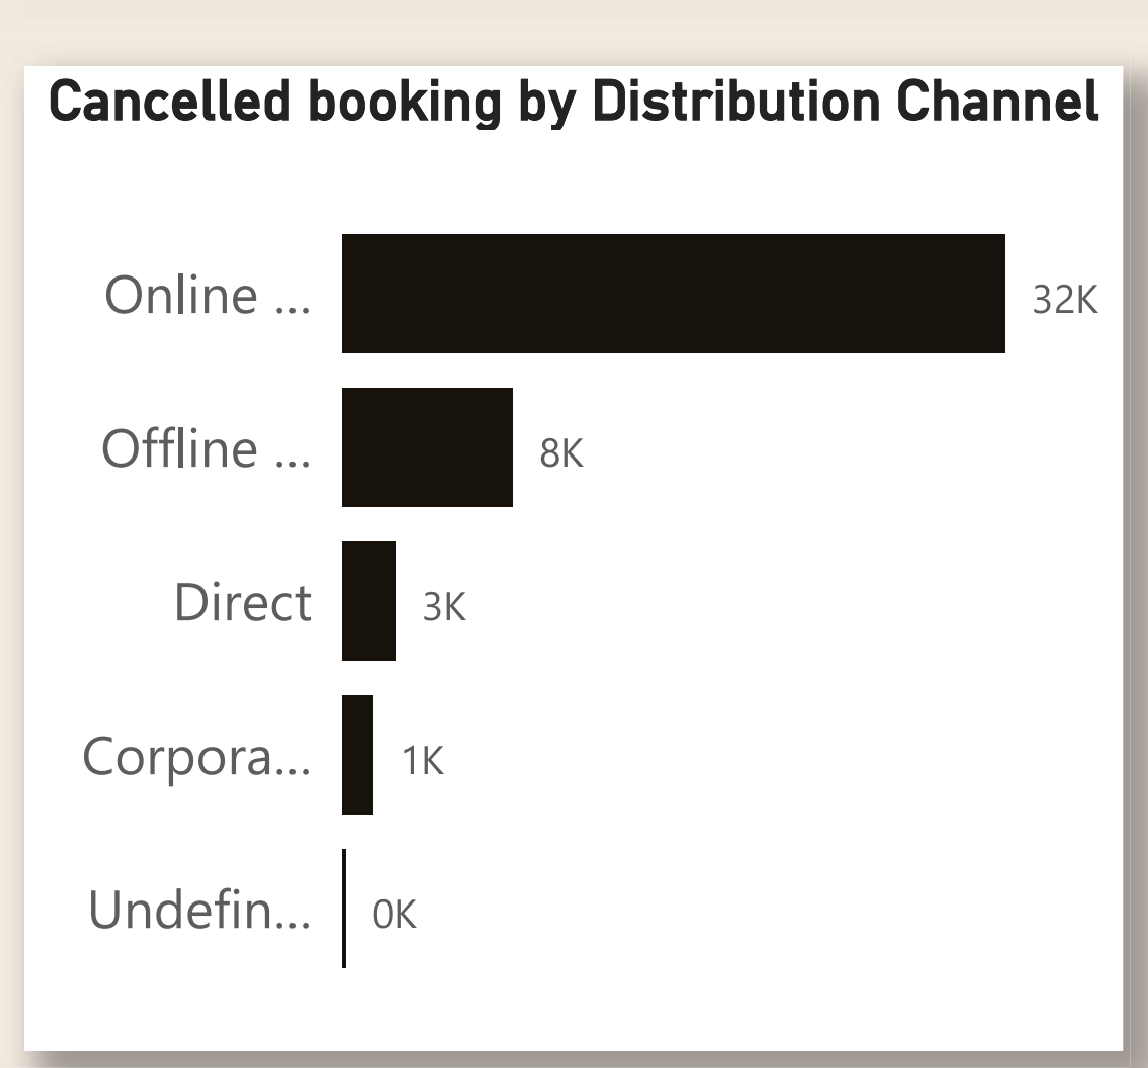 Cancelled booking by Distribution Channel
Online ... 32K
Offline ... 8K
Direct 3K
Corpora... 1K
Undefin... 0K